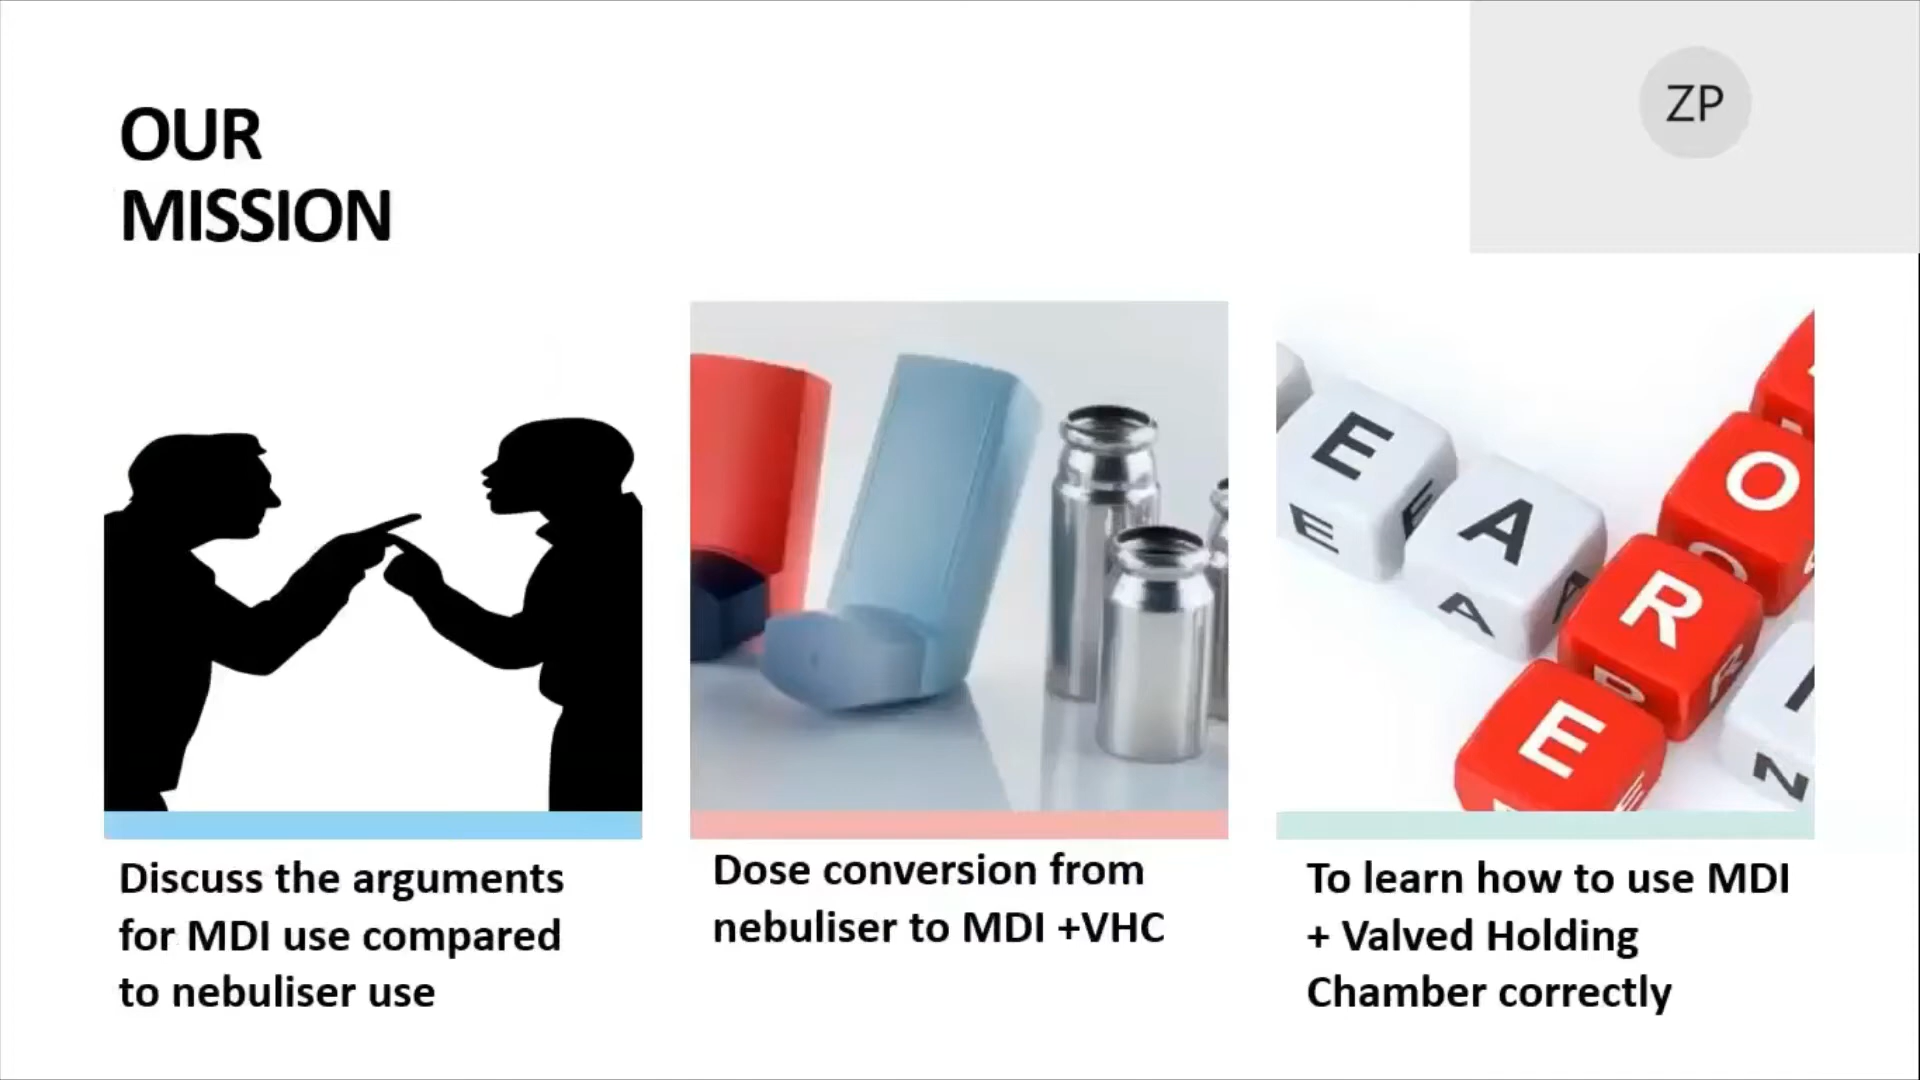 OUR
MISSION
ZP
E
E
E
A
A
A
O
O
R
R
R
E
E
N
Discuss the arguments
for MDI use compared
to nebuliser use
Dose conversion from
nebuliser to MDI +VHC
To learn how to use MDI
+ Valved Holding
Chamber correctly